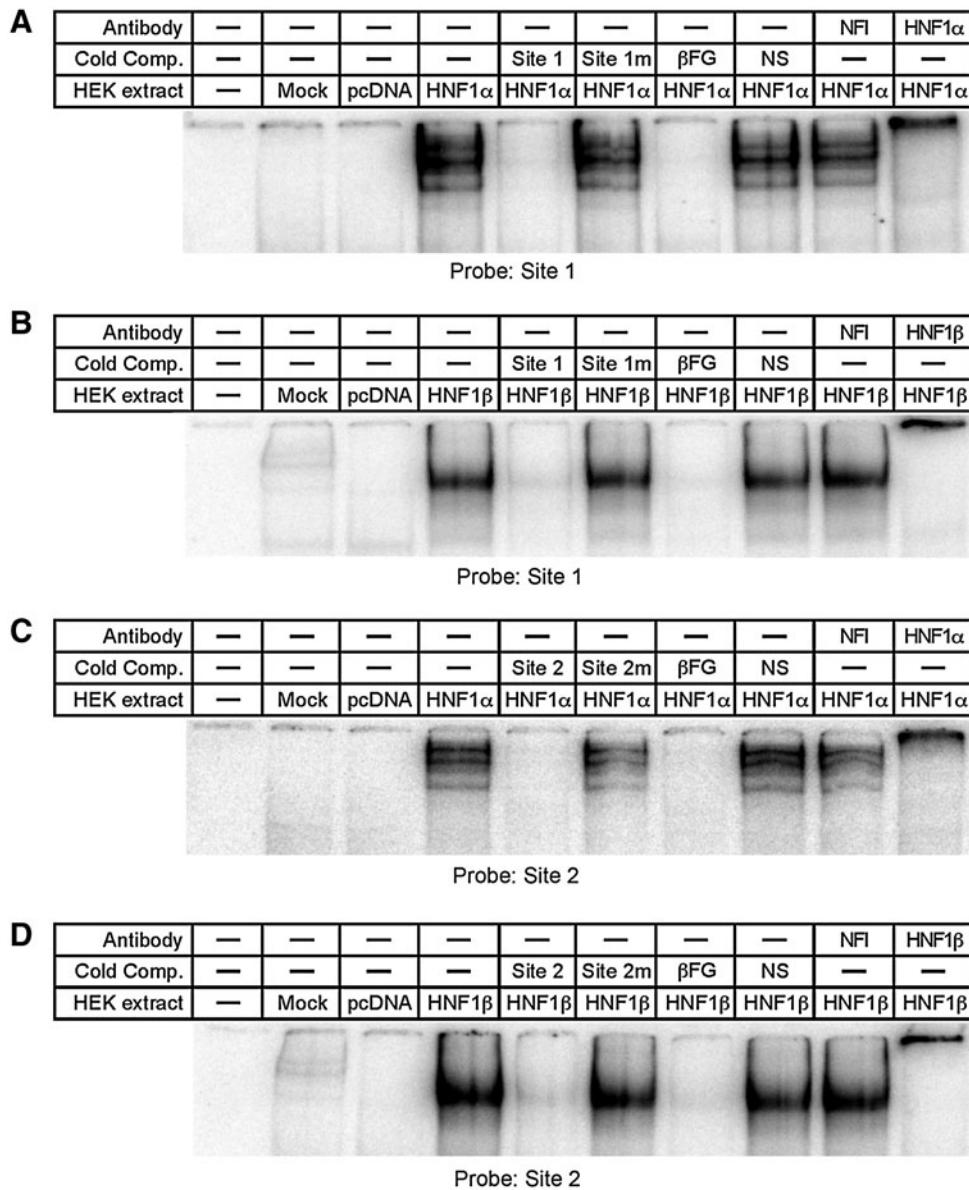 A
Antibody — — — — — — — — NFI HNF1α
Cold Comp. — — — — Site 1 Site 1m βFG NS — —
HEK extract — Mock pcDNA HNF1α HNF1α HNF1α HNF1α HNF1α HNF1α HNF1α
Probe: Site 1
B
Antibody — — — — — — — — NFI HNF1β
Cold Comp. — — — — Site 1 Site 1m βFG NS — —
HEK extract — Mock pcDNA HNF1β HNF1β HNF1β HNF1β HNF1β HNF1β HNF1β
Probe: Site 1
C
Antibody — — — — — — — — NFI HNF1α
Cold Comp. — — — — Site 2 Site 2m βFG NS — —
HEK extract — Mock pcDNA HNF1α HNF1α HNF1α HNF1α HNF1α HNF1α HNF1α
Probe: Site 2
D
Antibody — — — — — — — — NFI HNF1β
Cold Comp. — — — — Site 2 Site 2m βFG NS — —
HEK extract — Mock pcDNA HNF1β HNF1β HNF1β HNF1β HNF1β HNF1β HNF1β
Probe: Site 2